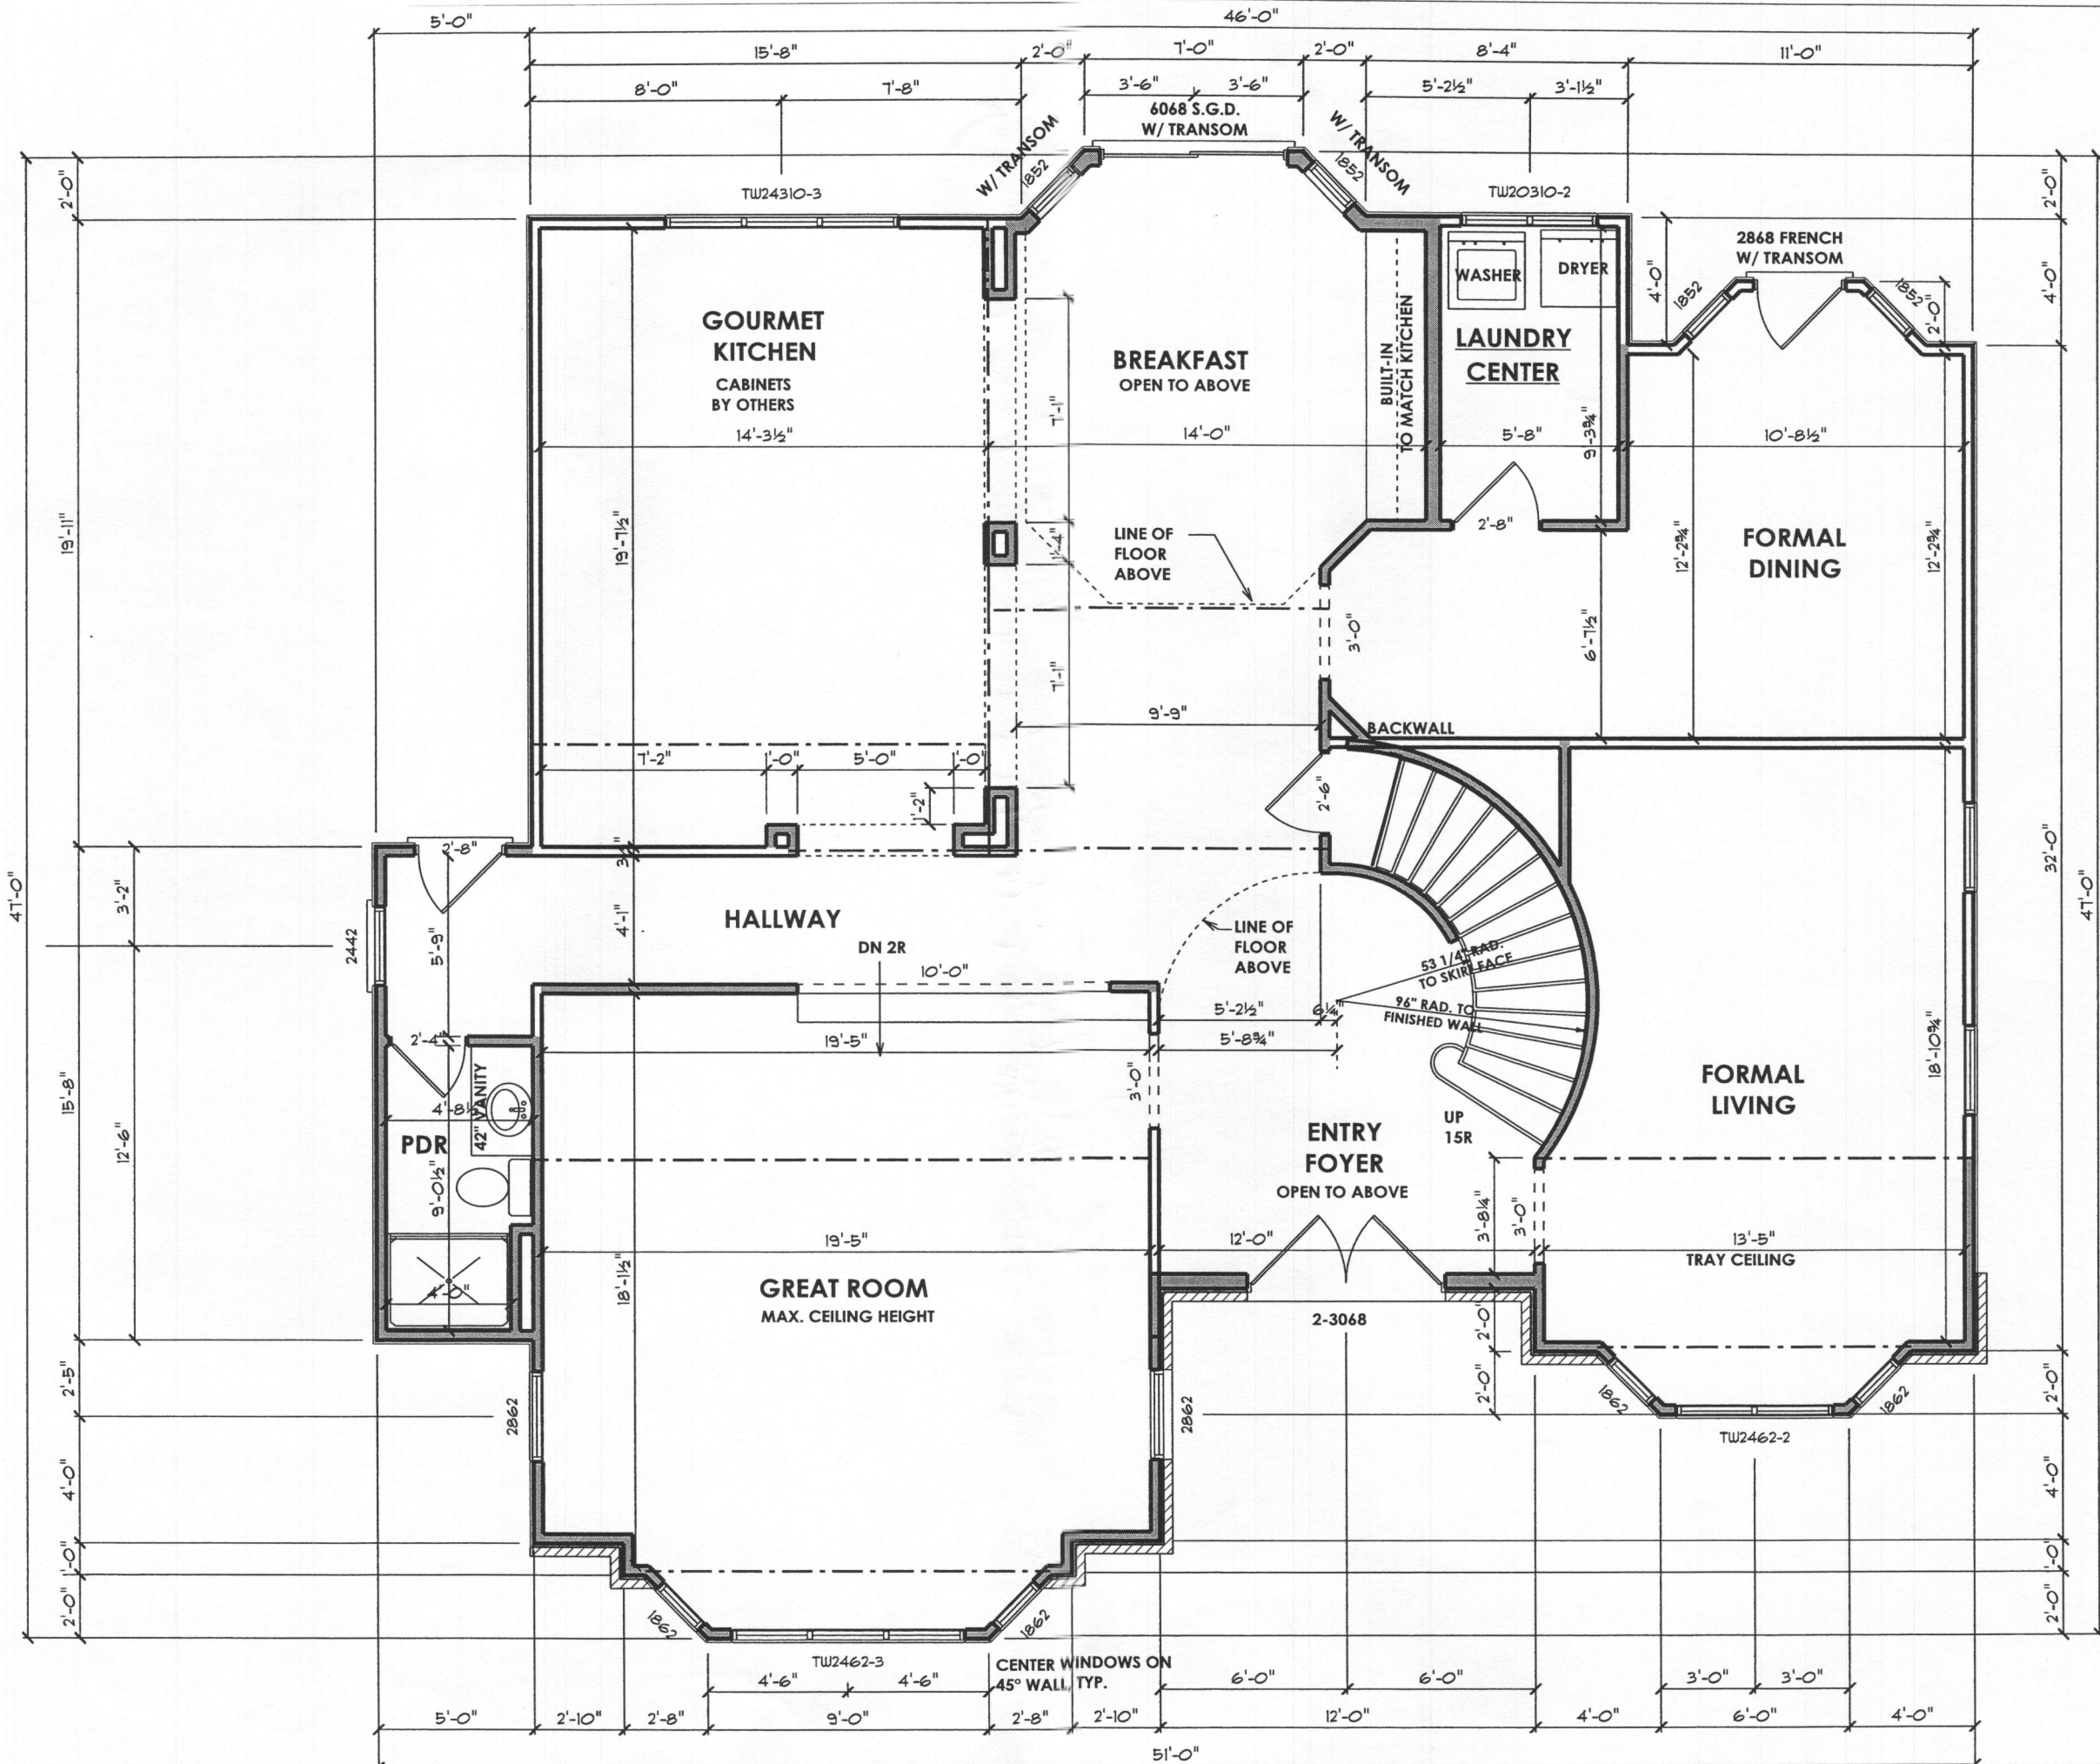 5'-0"
46'-0"
15'-8"
2'-0"
7'-0"
2'-0"
8'-4"
11'-0"
8'-0"
7'-8"
3'-6"
3'-6"
5'-2½"
3'-1½"
6068 S.G.D.
W/ TRANSOM
W/ TRANSOM
1852
W/ TRANSOM
1852
TW24310-3
TW20310-2
2'-0"
2'-0"
2868 FRENCH
W/ TRANSOM
4'-0"
1852
1852
2'-0"
4'-0"
WASHER
DRYER
GOURMET
KITCHEN
CABINETS
BY OTHERS
BREAKFAST
OPEN TO ABOVE
BUILT-IN
TO MATCH KITCHEN
LAUNDRY
CENTER
7'-1"
14'-3½"
14'-0"
5'-8"
9'-3¾"
10'-8½"
19'-11"
19'-7½"
1'-4"
LINE OF
FLOOR
ABOVE
2'-8"
12'-2¾"
FORMAL
DINING
12'-2¾"
3'-0"
6'-7½"
7'-1"
9'-9"
BACKWALL
7'-2"
1'-0"
5'-0"
1'-0"
1'-2"
2'-6"
2'-8"
3½"
32'-0"
47'-0"
47'-0"
3'-2"
2442
5'-9"
4'-1"
HALLWAY
DN 2R
10'-0"
LINE OF
FLOOR
ABOVE
53 1/4" RAD.
TO SKIRT FACE
96" RAD. TO
FINISHED WALL
5'-2½"
6¼"
5'-8¾"
2'-4"
19'-5"
15'-8"
12'-6"
42" VANITY
4'-8½"
PDR
9'-0½"
4'-0"
3'-0"
UP
15R
ENTRY
FOYER
OPEN TO ABOVE
FORMAL
LIVING
18'-10¾"
3'-8¼"
3'-0"
19'-5"
12'-0"
13'-5"
TRAY CEILING
18'-1½"
GREAT ROOM
MAX. CEILING HEIGHT
2-3068
2'-0"
2'-0"
2'-5"
2862
2862
1862
1862
TW2462-2
2'-0"
4'-0"
4'-0"
1'-0"
1'-0"
2'-0"
2'-0"
1862
1862
TW2462-3
CENTER WINDOWS ON
45° WALL, TYP.
4'-6"
4'-6"
6'-0"
6'-0"
3'-0"
3'-0"
5'-0"
2'-10"
2'-8"
9'-0"
2'-8"
2'-10"
12'-0"
4'-0"
6'-0"
4'-0"
51'-0"